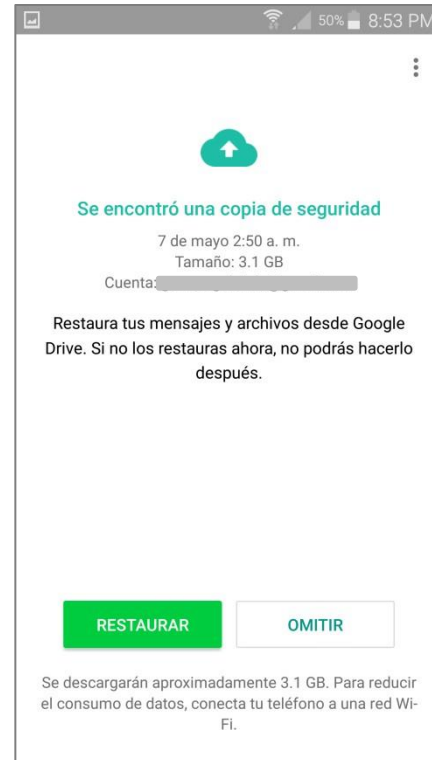 50% 8:53 PM
Se encontró una copia de seguridad
7 de mayo 2:50 a. m.
Tamaño: 3.1 GB
Cuenta:
Restaura tus mensajes y archivos desde Google
Drive. Si no los restauras ahora, no podrás hacerlo
después.
RESTAURAR OMITIR
Se descargarán aproximadamente 3.1 GB. Para reducir
el consumo de datos, conecta tu teléfono a una red Wi-
Fi.